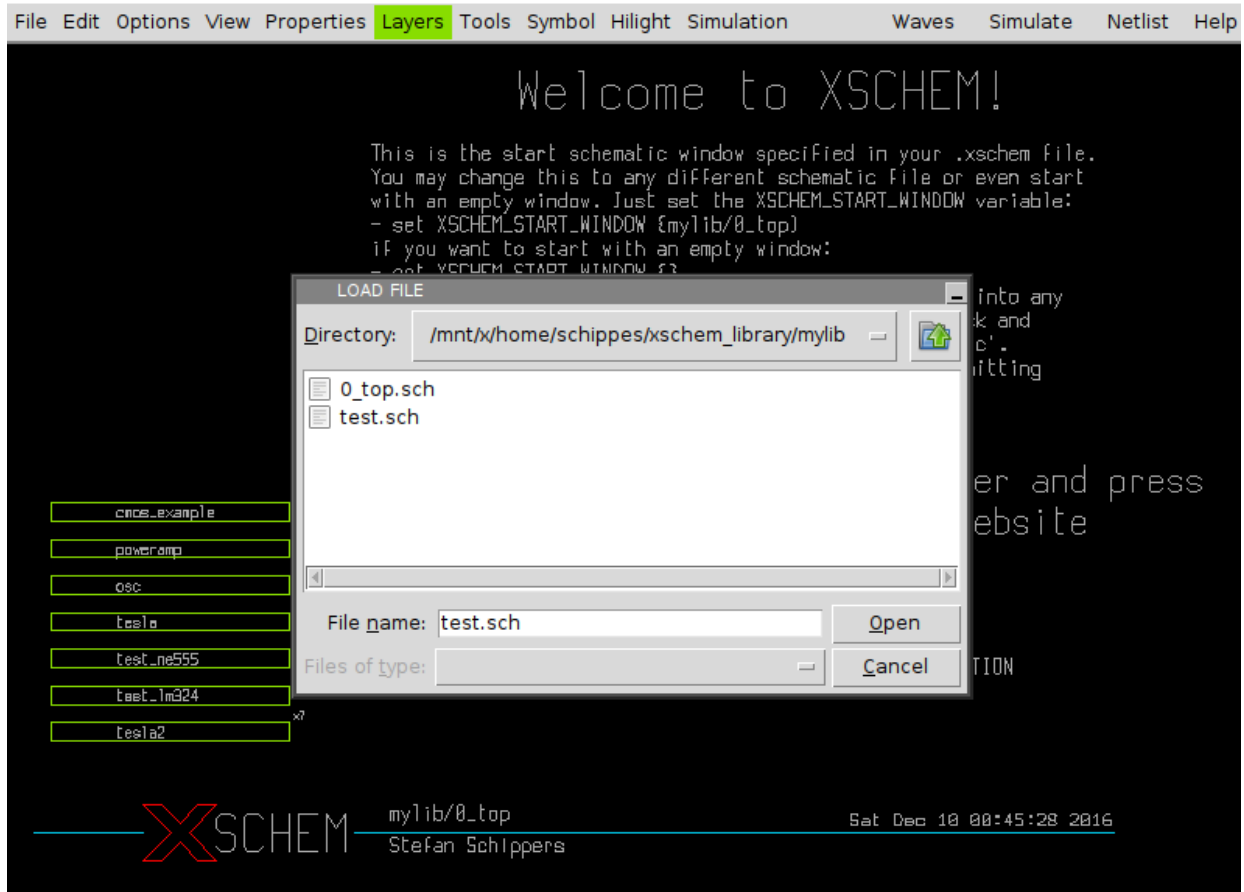 File Edit Options View Properties Layers Tools Symbol Hilight Simulation Waves Simulate Netlist Help
Welcome to XSCHEM!
This is the start schematic window specified in your .xschem file.
You may change this to any different schematic file or even start
with an empty window. Just set the XSCHEM_START_WINDOW variable:
- set XSCHEM_START_WINDOW {mylib/0_top}
if you want to start with an empty window:
- set XSCHEM_START_WINDOW {}
LOAD FILE
into any
Directory: /mnt/x/home/schippes/xschem_library/mylib
k and
c'.
itting
0_top.sch
test.sch
er and press
ebsite
cmos_example
poweramp
osc
tesla
test_ne555
test_lm324
tesla2
x7
File name: test.sch Open
Files of type: Cancel
TION
XSCHEM
mylib/0_top
Sat Dec 10 00:45:28 2016
Stefan Schippers